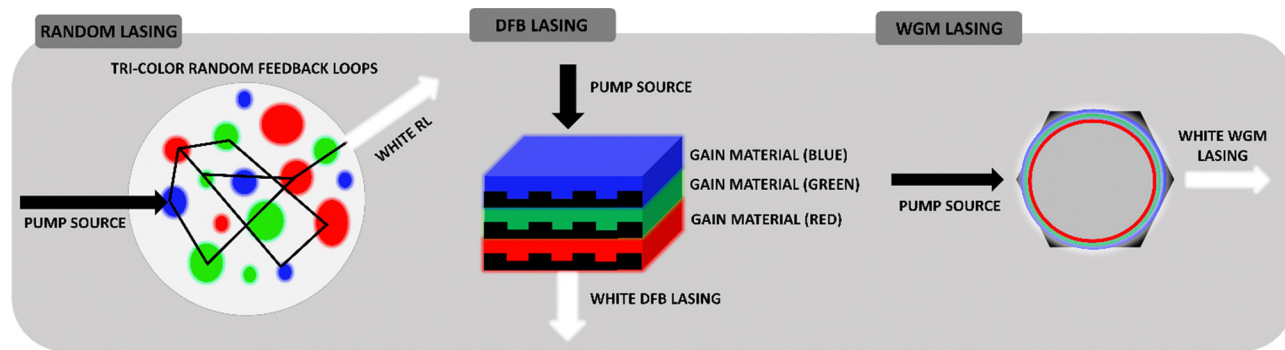 RANDOM LASING
TRI-COLOR RANDOM FEEDBACK LOOPS
WHITE RL
PUMP SOURCE
DFB LASING
PUMP SOURCE
GAIN MATERIAL (BLUE)
GAIN MATERIAL (GREEN)
GAIN MATERIAL (RED)
WHITE DFB LASING
WGM LASING
PUMP SOURCE
WHITE WGM
LASING